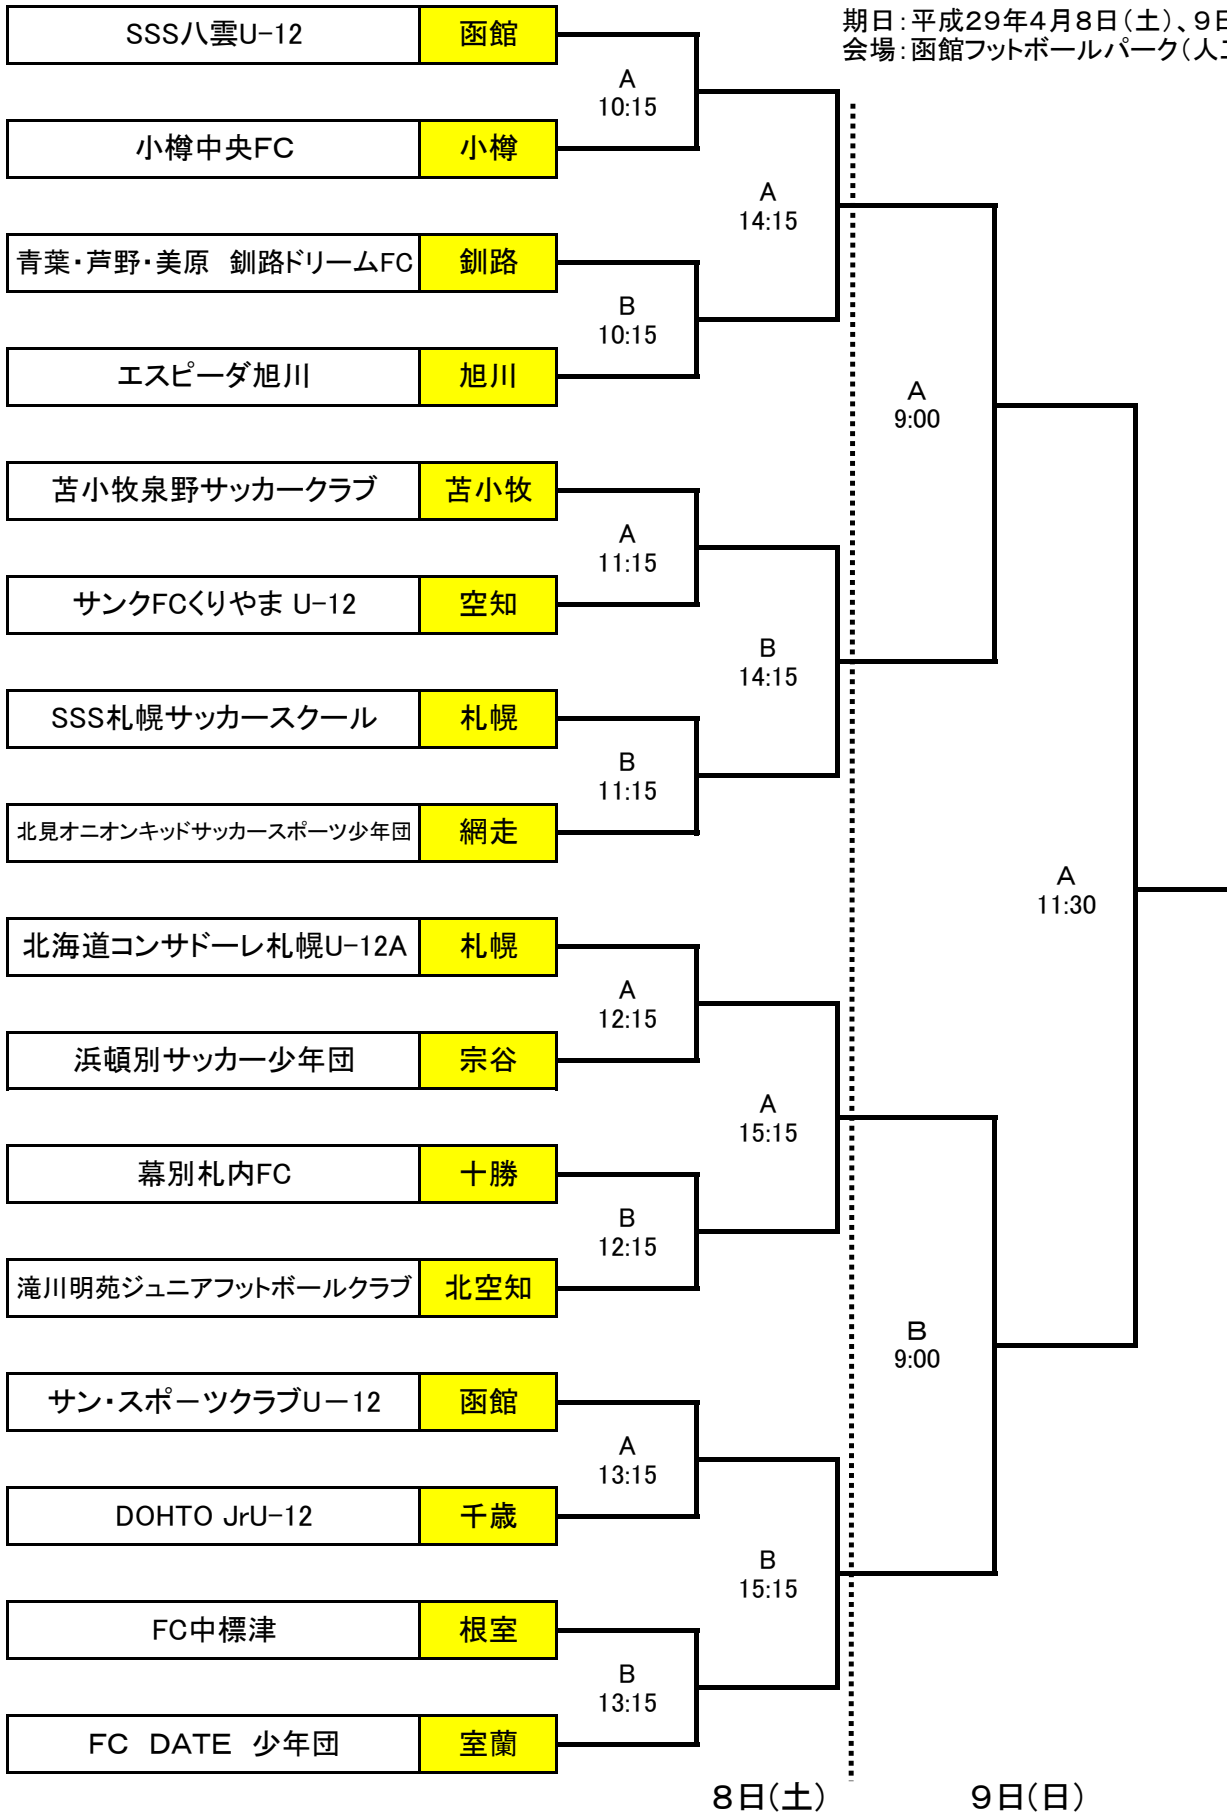 期日：平成29年4月8日（土）、9日
会場：函館フットボールパーク（人工
SSS八雲U-12 函館
A
10:15
小樽中央FC 小樽
A
14:15
青葉・芦野・美原　釧路ドリームFC 釧路
B
10:15
エスピーダ旭川 旭川
A
9:00
苫小牧泉野サッカークラブ 苫小牧
A
11:15
サンクFCくりやま U-12 空知
B
14:15
SSS札幌サッカースクール 札幌
B
11:15
北見オニオンキッドサッカースポーツ少年団 網走
A
11:30
北海道コンサドーレ札幌U-12A 札幌
A
12:15
浜頓別サッカー少年団 宗谷
A
15:15
幕別札内FC 十勝
B
12:15
滝川明苑ジュニアフットボールクラブ 北空知
B
9:00
サン・スポーツクラブU－12 函館
A
13:15
DOHTO JrU-12 千歳
B
15:15
FC中標津 根室
B
13:15
FC　DATE　少年団 室蘭
8日（土） 9日（日）